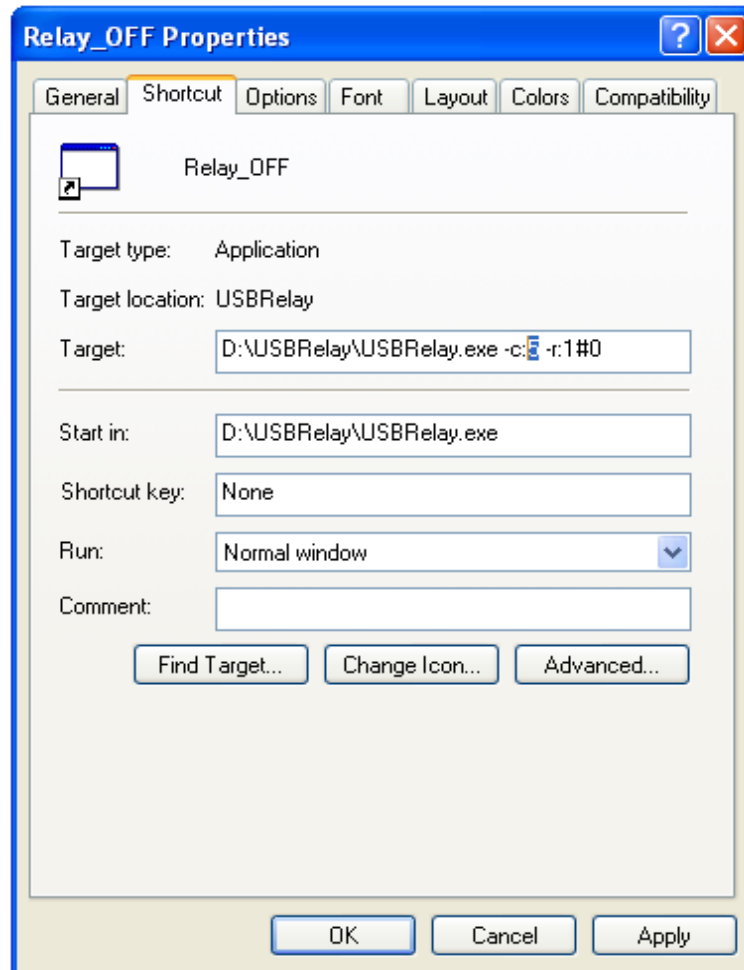 Relay_OFF Properties
General Shortcut Options Font Layout Colors Compatibility
Relay_OFF
Target type: Application
Target location: USBRelay
Target: D:\USBRelay\USBRelay.exe -c:5 -r:1#0
Start in: D:\USBRelay\USBRelay.exe
Shortcut key: None
Run: Normal window
Comment:
Find Target... Change Icon... Advanced...
OK Cancel Apply